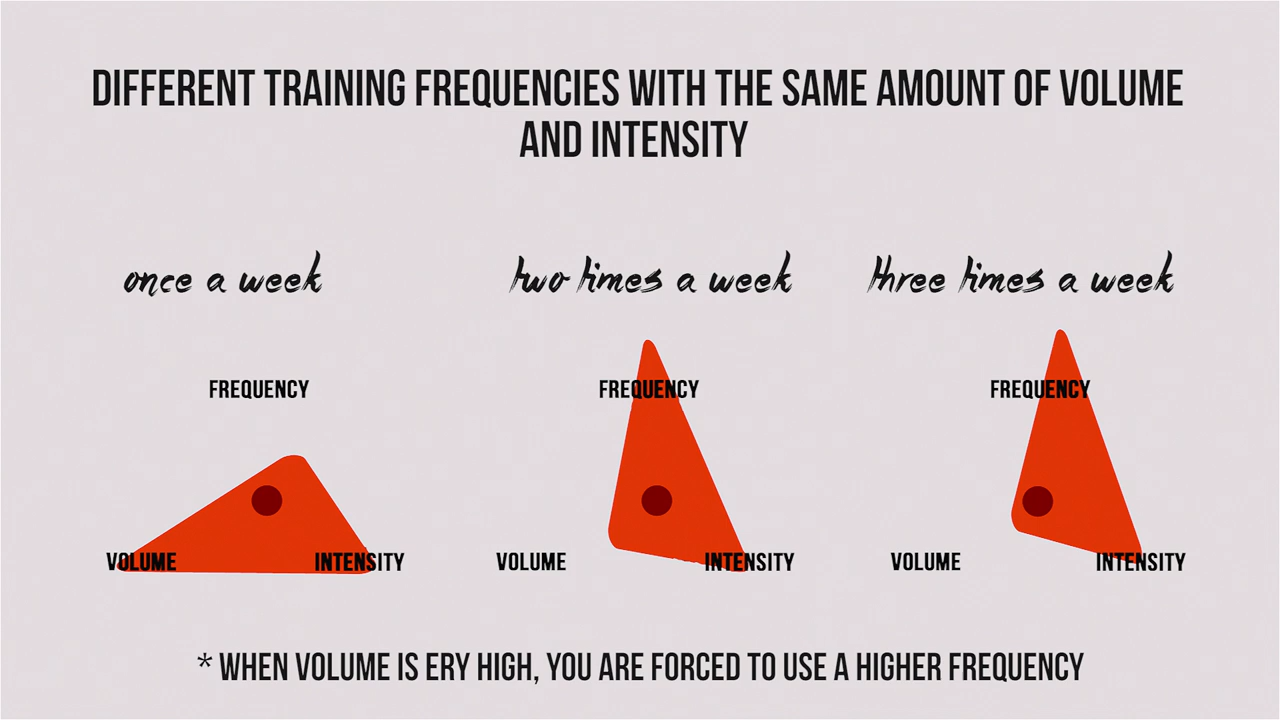 DIFFERENT TRAINING FREQUENCIES WITH THE SAME AMOUNT OF VOLUME
AND INTENSITY
once a week
two times a week
three times a week
FREQUENCY
FREQUENCY
FREQUENCY
VOLUME
INTENSITY
VOLUME
INTENSITY
VOLUME
INTENSITY
* WHEN VOLUME IS ERY HIGH, YOU ARE FORCED TO USE A HIGHER FREQUENCY